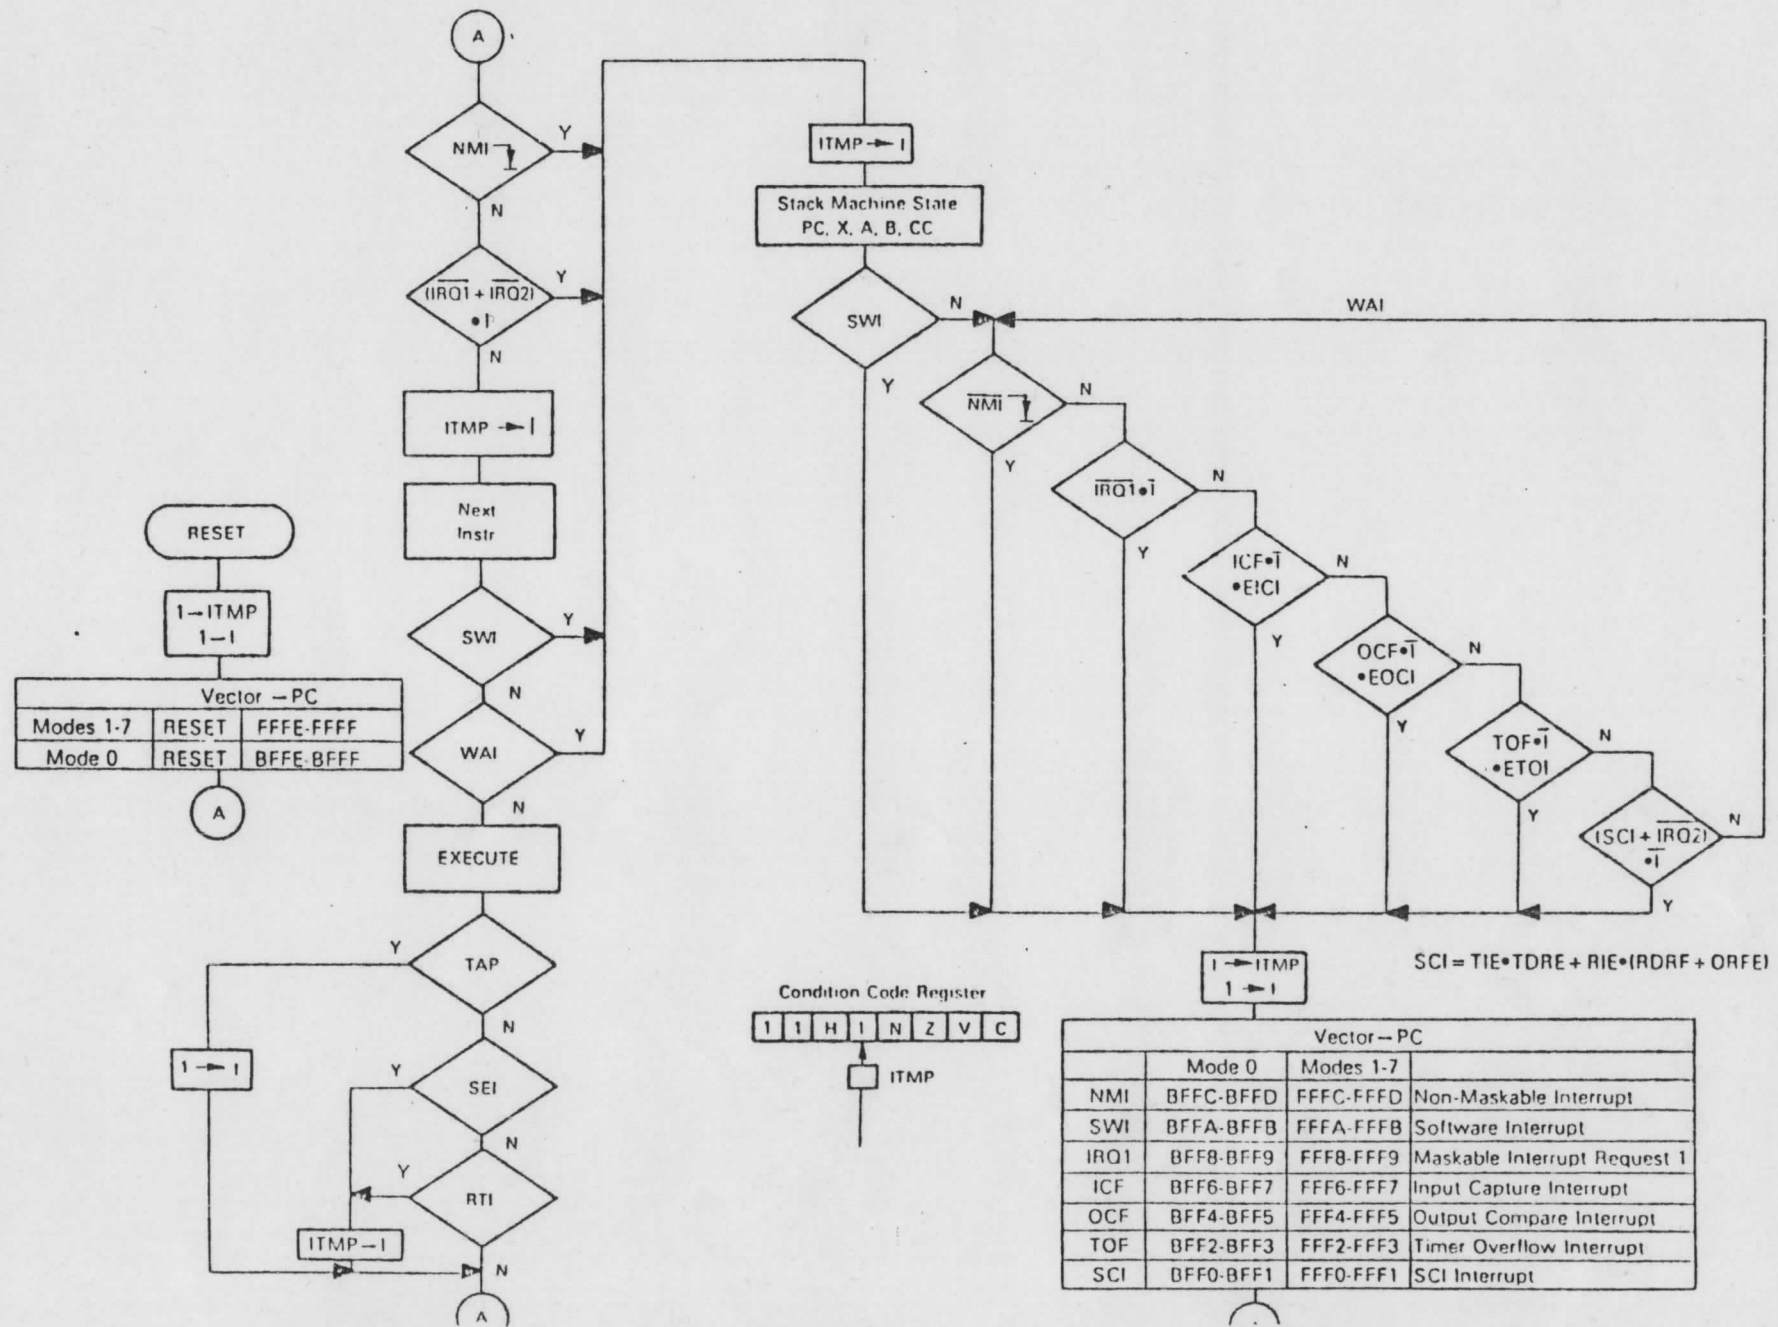 A
NMI
Y
N
(IRQ1 + IRQ2)
• I
Y
N
ITMP → I
Next
Instr
SWI
Y
N
WAI
Y
N
EXECUTE
TAP
Y
N
1 → I
SEI
Y
N
RTI
Y
N
ITMP → I
A
RESET
1 → ITMP
1 → I
Vector → PC
Modes 1-7 RESET FFFE-FFFF
Mode 0 RESET BFFE-BFFF
A
ITMP → I
Stack Machine State
PC, X, A, B, CC
SWI
N
Y
WAI
NMI
N
Y
IRQ1•I
N
Y
ICF•I
•EICI
N
Y
OCF•I
•EOCI
N
Y
TOF•I
•ETOI
N
Y
(SCI + IRQ2)
•I
N
Y
I → ITMP
1 → I
SCI = TIE•TDRE + RIE•(RDRF + ORFE)
Condition Code Register
1 1 H I N Z V C
ITMP
Vector → PC
Mode 0 Modes 1-7
NMI BFFC-BFFD FFFC-FFFD Non-Maskable Interrupt
SWI BFFA-BFFB FFFA-FFFB Software Interrupt
IRQ1 BFF8-BFF9 FFF8-FFF9 Maskable Interrupt Request 1
ICF BFF6-BFF7 FFF6-FFF7 Input Capture Interrupt
OCF BFF4-BFF5 FFF4-FFF5 Output Compare Interrupt
TOF BFF2-BFF3 FFF2-FFF3 Timer Overflow Interrupt
SCI BFF0-BFF1 FFF0-FFF1 SCI Interrupt